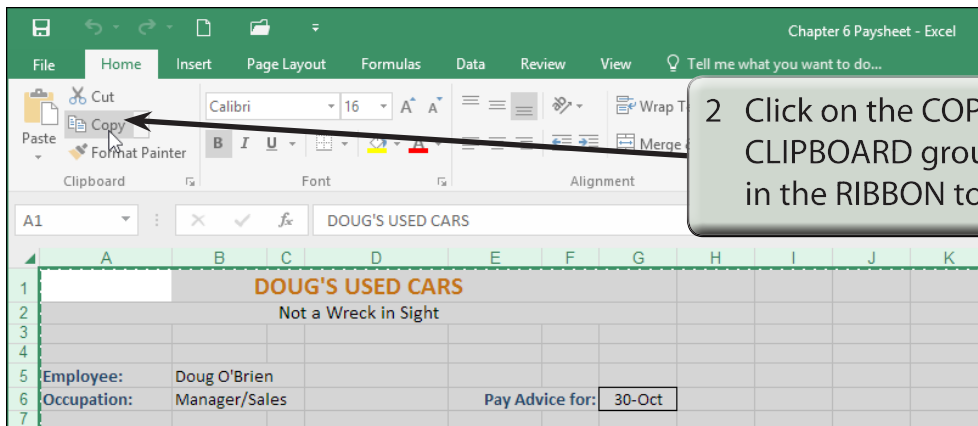 Chapter 6 Paysheet - Excel
File Home Insert Page Layout Formulas Data Review View Tell me what you want to do...
Cut
Copy
Format Painter
Paste
Clipboard
Calibri 16 A A
B I U A
Font
Wrap T
Merge
Alignment
2 Click on the COP
CLIPBOARD grou
in the RIBBON to
A1 fx DOUG'S USED CARS
A B C D E F G H I J K
1 DOUG'S USED CARS
2 Not a Wreck in Sight
3
4
5 Employee: Doug O'Brien
6 Occupation: Manager/Sales Pay Advice for: 30-Oct
7